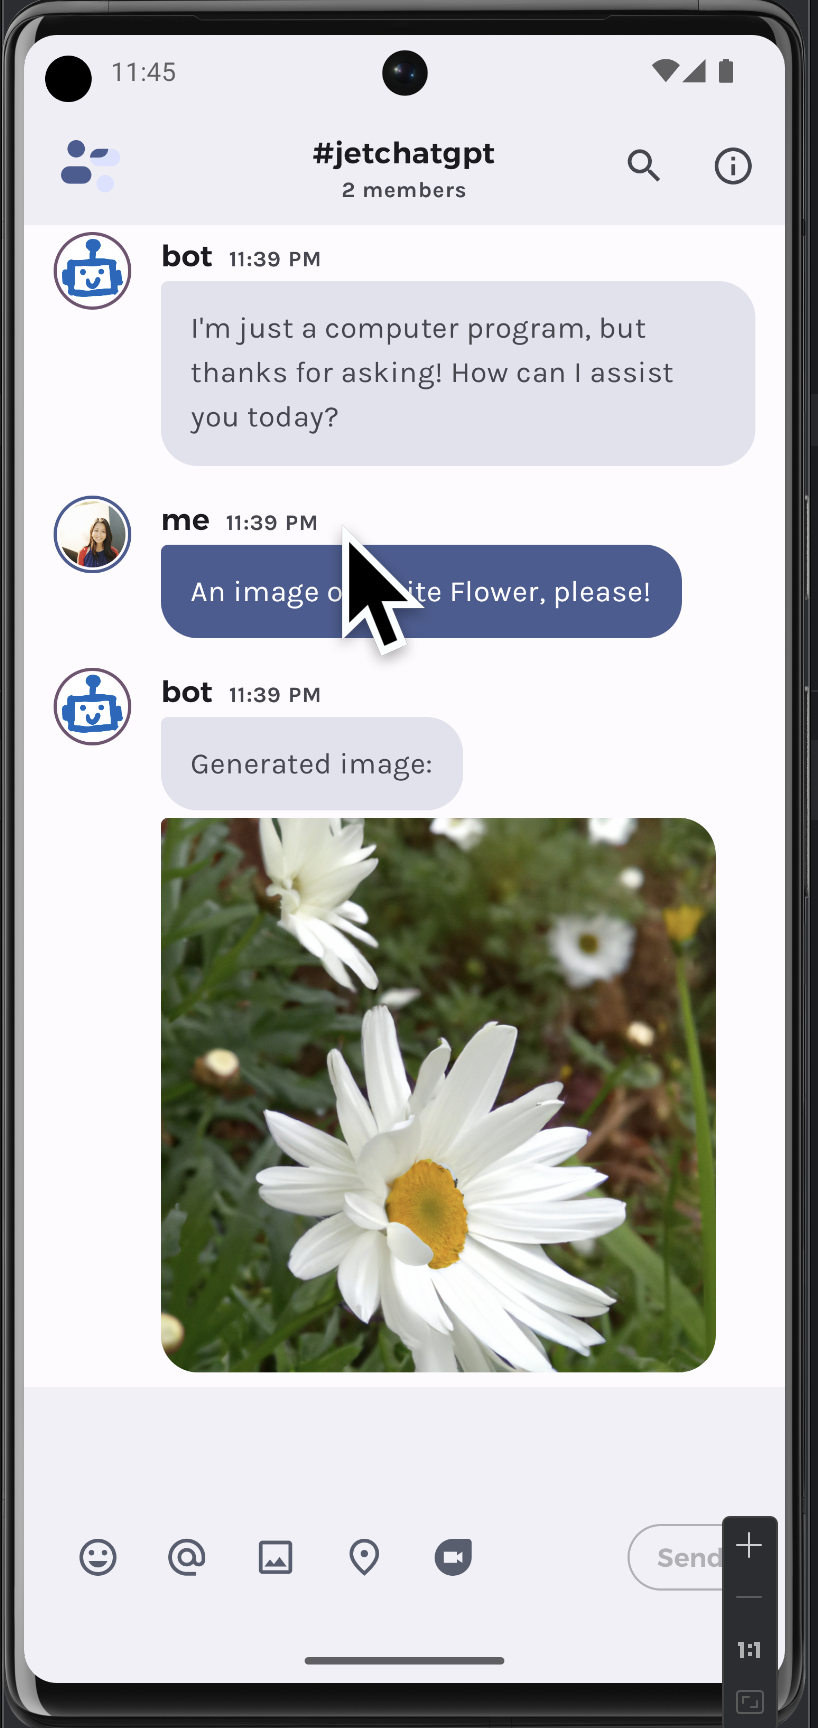 11:45
#jetchatgpt
2 members
bot 11:39 PM
I'm just a computer program, but
thanks for asking! How can I assist
you today?
me 11:39 PM
An image Flower, please!
bot 11:39 PM
Generated image:
Send
1:1